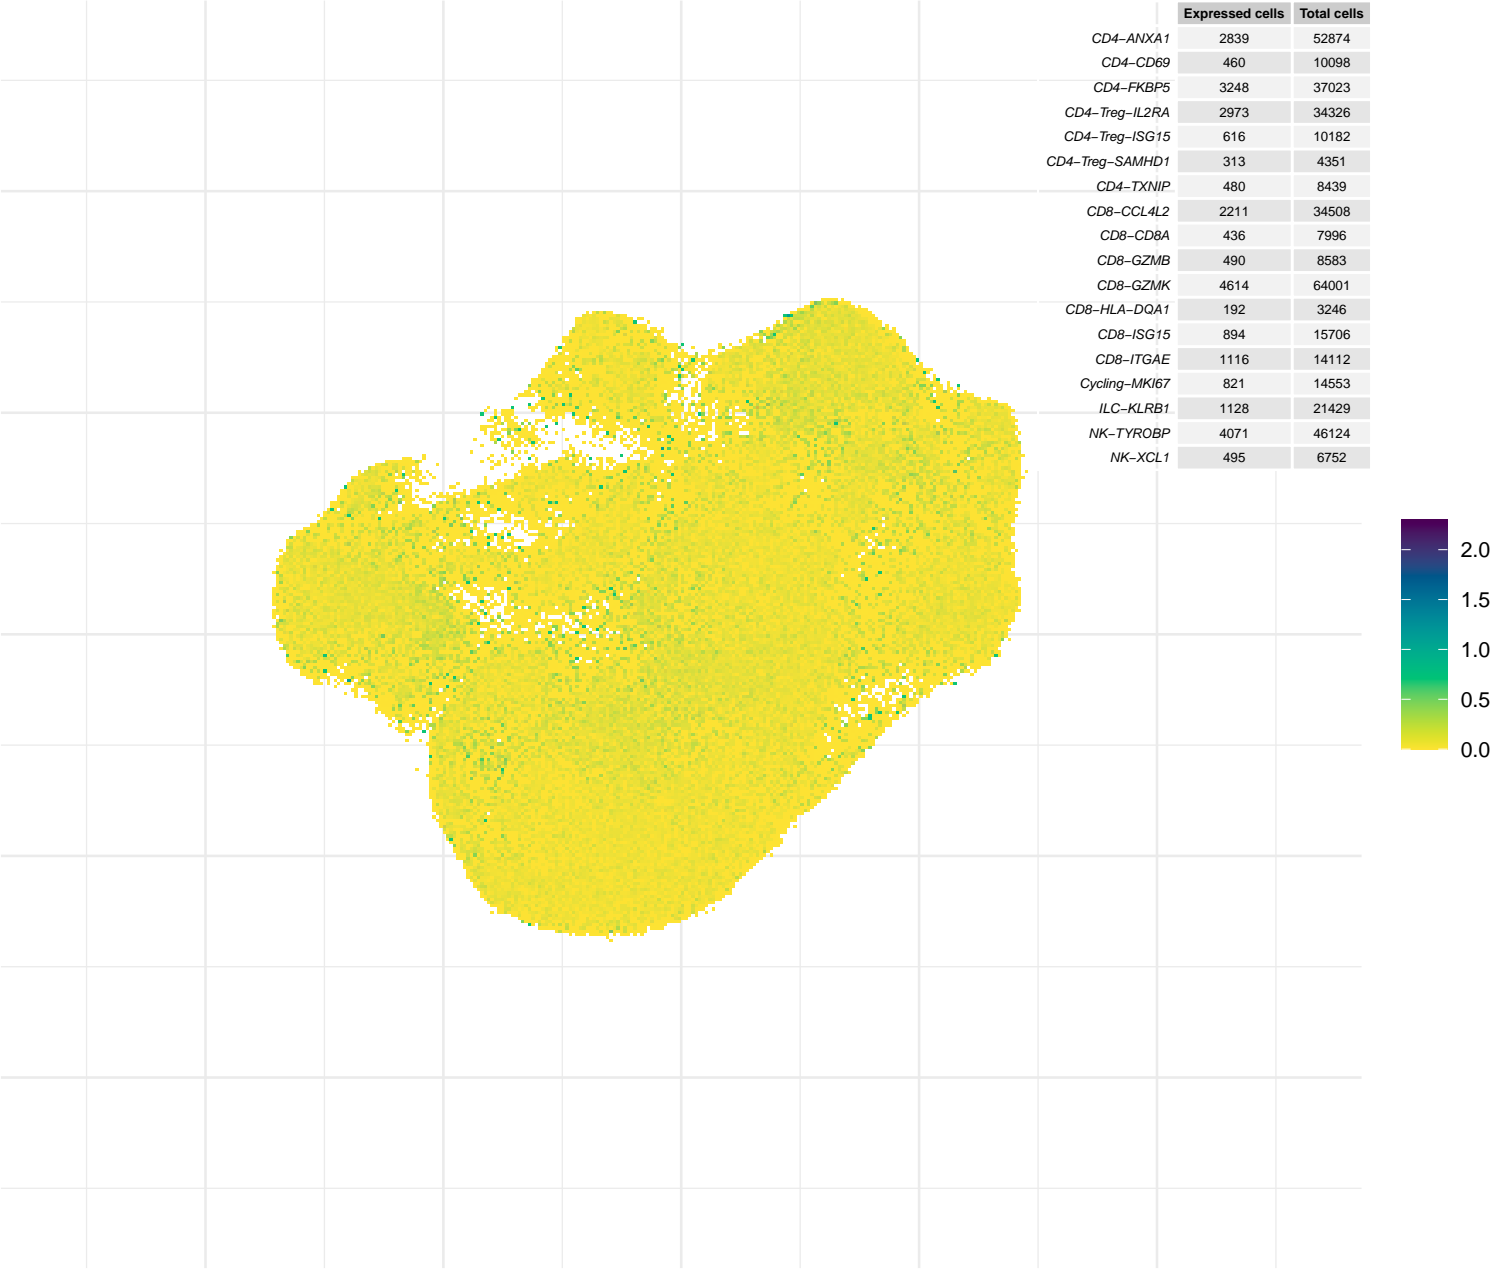 Expressed cells Total cells
CD4−ANXA1 2839 52874
CD4−CD69 460 10098
CD4−FKBP5 3248 37023
CD4−Treg−IL2RA 2973 34326
CD4−Treg−ISG15 616 10182
CD4−Treg−SAMHD1 313 4351
CD4−TXNIP 480 8439
CD8−CCL4L2 2211 34508
CD8−CD8A 436 7996
CD8−GZMB 490 8583
CD8−GZMK 4614 64001
CD8−HLA−DQA1 192 3246
CD8−ISG15 894 15706
CD8−ITGAE 1116 14112
Cycling−MKI67 821 14553
ILC−KLRB1 1128 21429
NK−TYROBP 4071 46124
NK−XCL1 495 6752
2.0
1.5
1.0
0.5
0.0